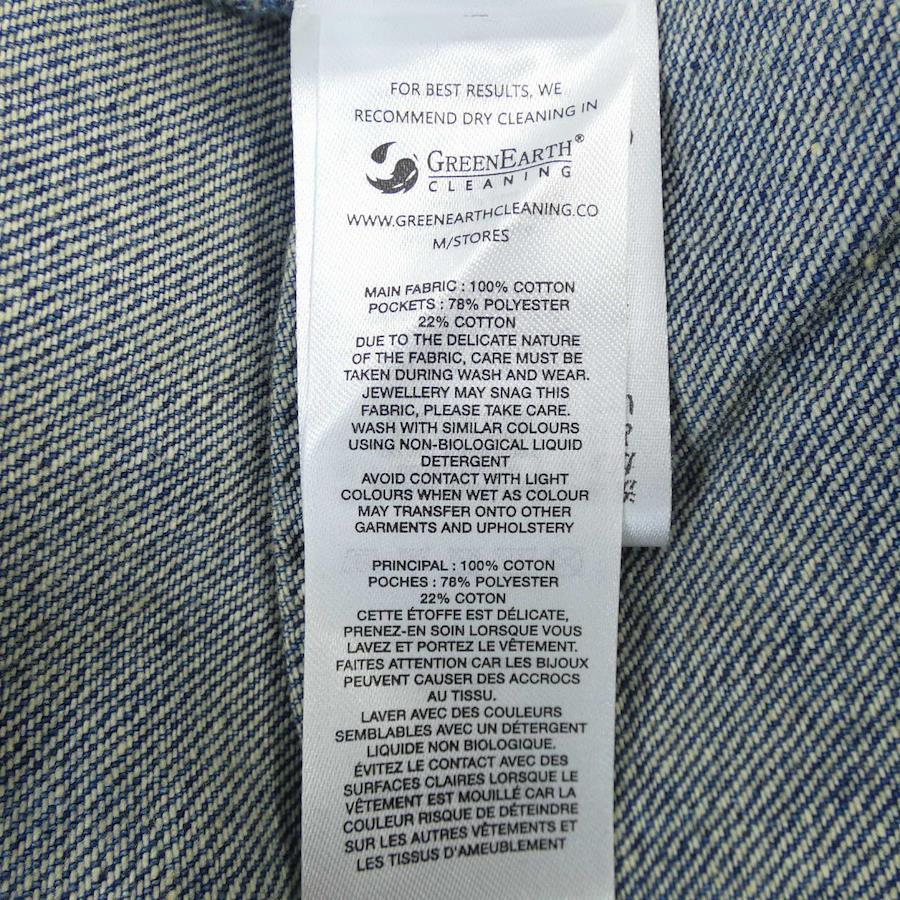 FOR BEST RESULTS, WE
RECOMMEND DRY CLEANING IN
GREENEARTH®
CLEANING
WWW.GREENEARTHCLEANING.CO
M/STORES
MAIN FABRIC : 100% COTTON
POCKETS : 78% POLYESTER
22% COTTON
DUE TO THE DELICATE NATURE
OF THE FABRIC, CARE MUST BE
TAKEN DURING WASH AND WEAR.
JEWELLERY MAY SNAG THIS
FABRIC, PLEASE TAKE CARE.
WASH WITH SIMILAR COLOURS
USING NON-BIOLOGICAL LIQUID
DETERGENT
AVOID CONTACT WITH LIGHT
COLOURS WHEN WET AS COLOUR
MAY TRANSFER ONTO OTHER
GARMENTS AND UPHOLSTERY
PRINCIPAL : 100% COTON
POCHES : 78% POLYESTER
22% COTON
CETTE ÉTOFFE EST DÉLICATE,
PRENEZ-EN SOIN LORSQUE VOUS
LAVEZ ET PORTEZ LE VÊTEMENT.
FAITES ATTENTION CAR LES BIJOUX
PEUVENT CAUSER DES ACCROCS
AU TISSU.
LAVER AVEC DES COULEURS
SEMBLABLES AVEC UN DÉTERGENT
LIQUIDE NON BIOLOGIQUE.
ÉVITEZ LE CONTACT AVEC DES
SURFACES CLAIRES LORSQUE LE
VÊTEMENT EST MOUILLÉ CAR LA
COULEUR RISQUE DE DÉTEINDRE
SUR LES AUTRES VÊTEMENTS ET
LES TISSUS D'AMEUBLEMENT